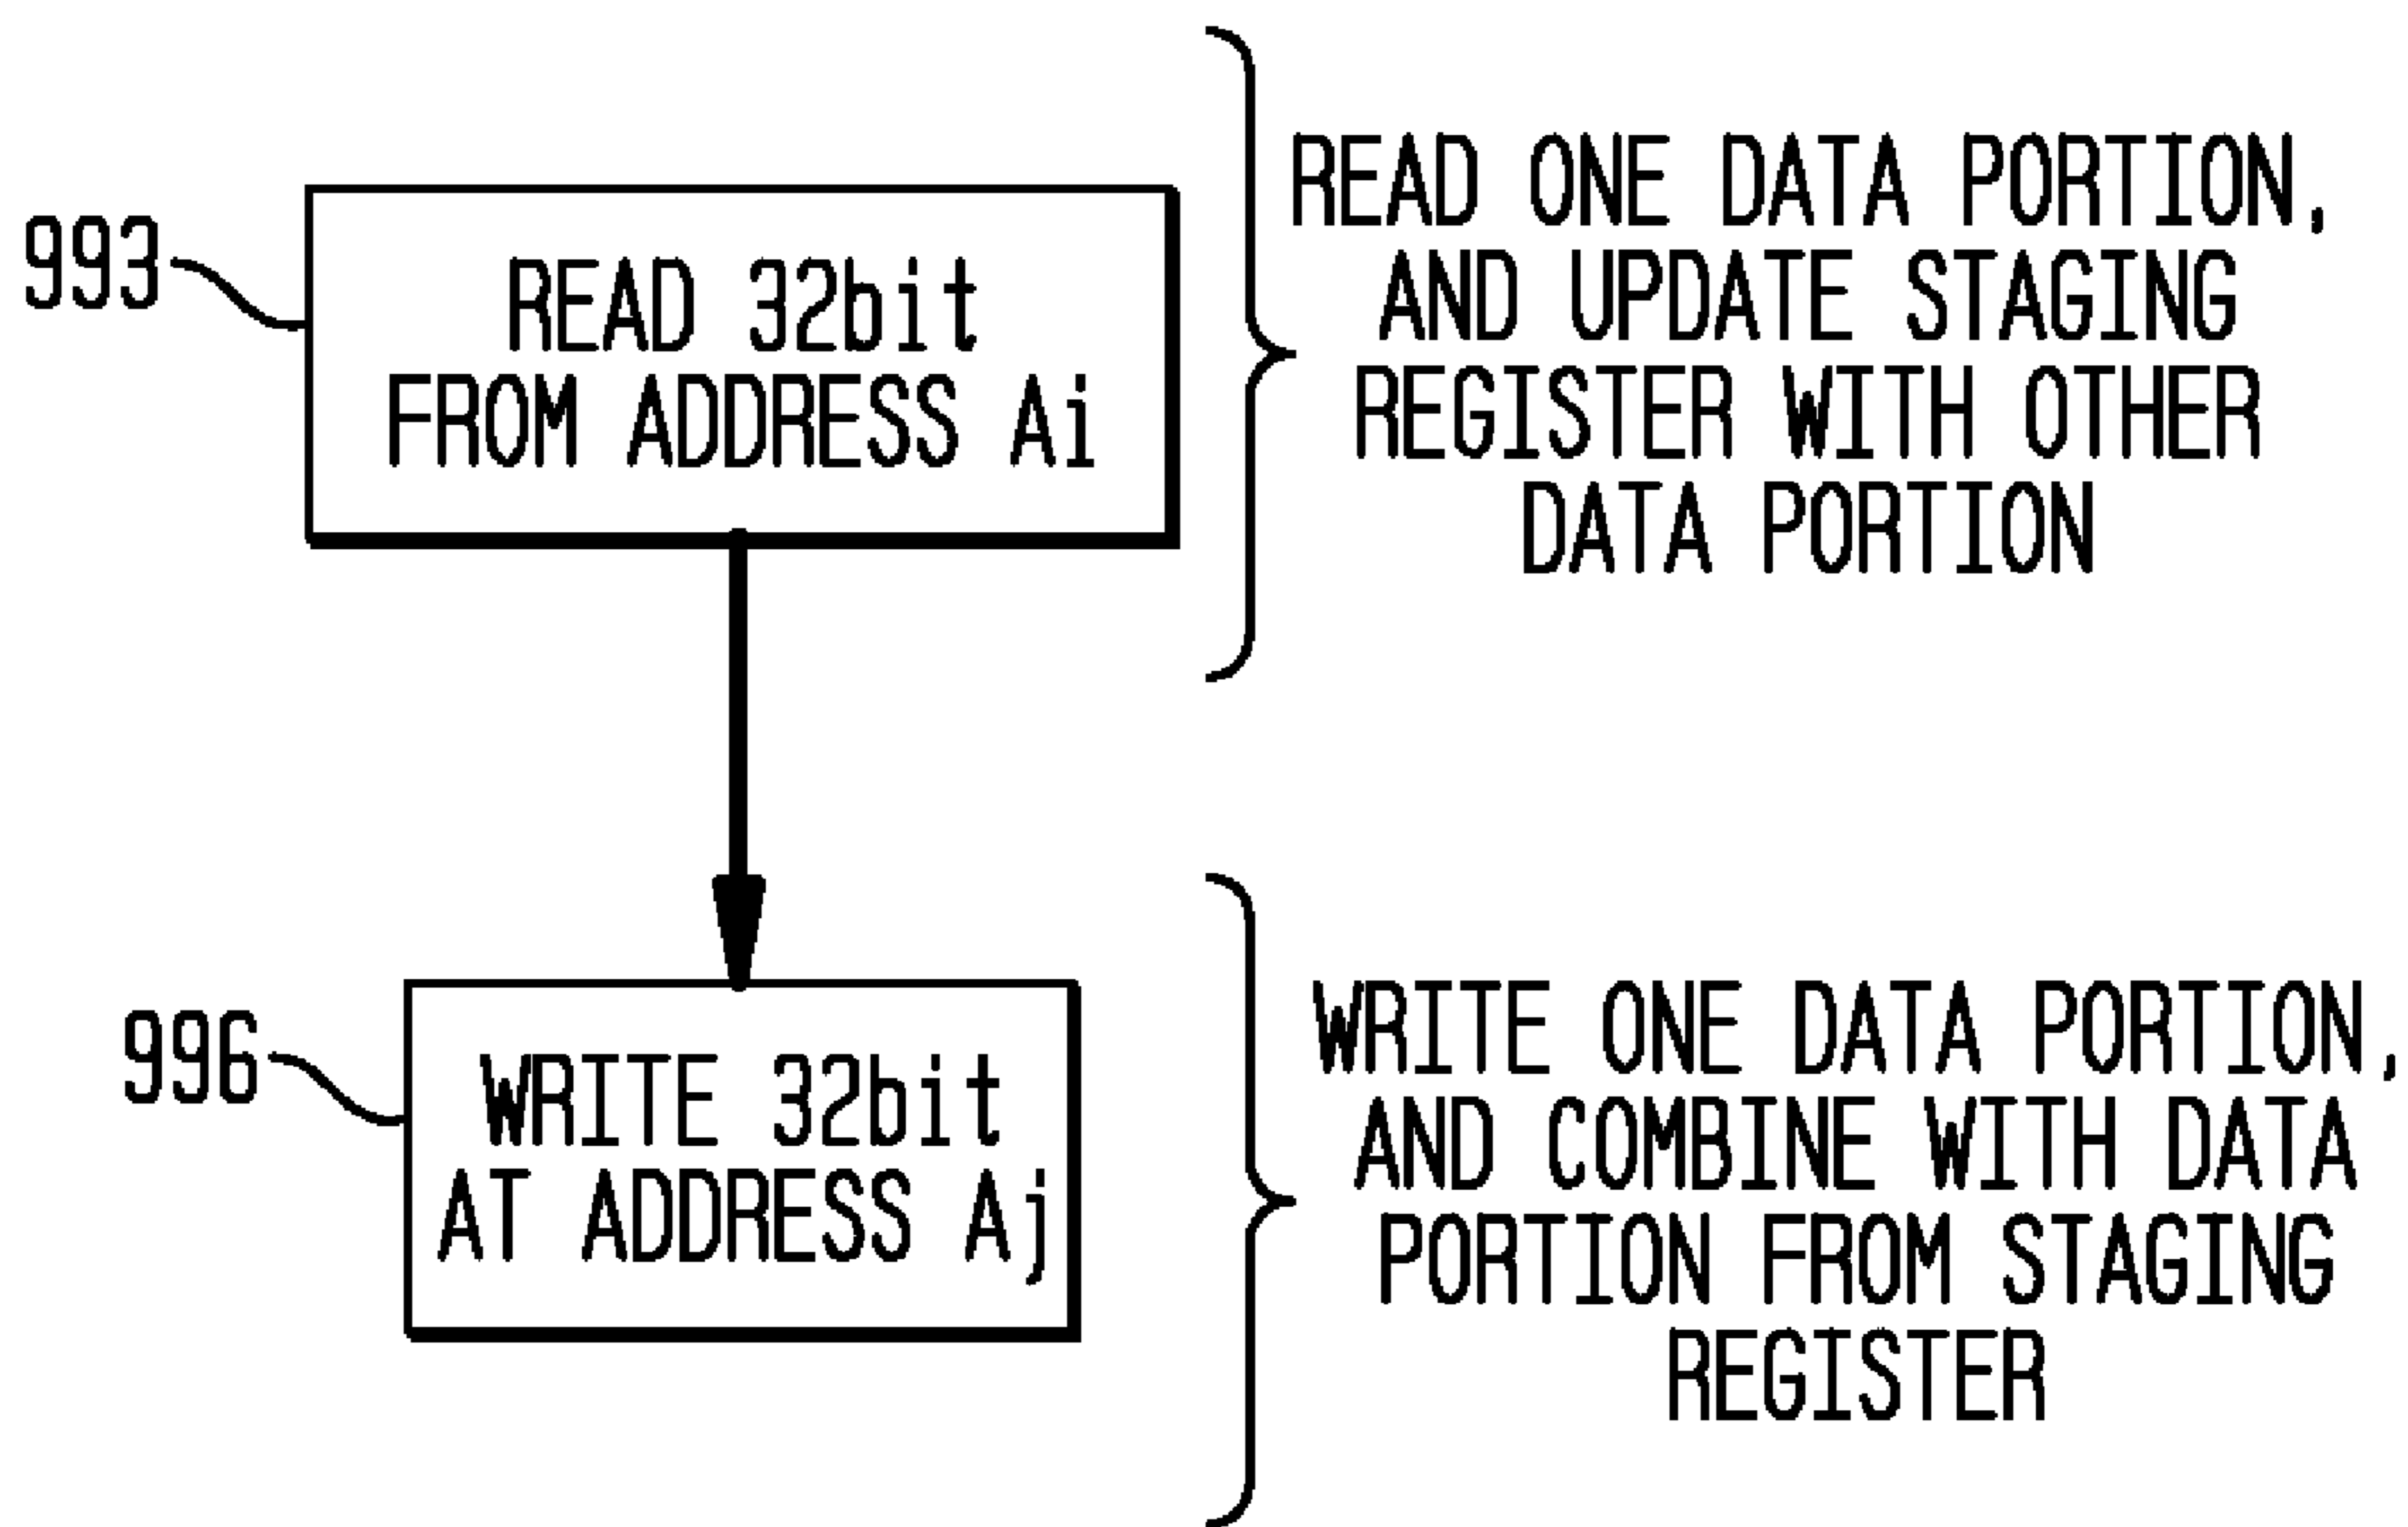 993
READ 32bit
FROM ADDRESS Ai
READ ONE DATA PORTION,
AND UPDATE STAGING
REGISTER WITH OTHER
DATA PORTION
996
WRITE 32bit
AT ADDRESS Aj
WRITE ONE DATA PORTION,
AND COMBINE WITH DATA
PORTION FROM STAGING
REGISTER